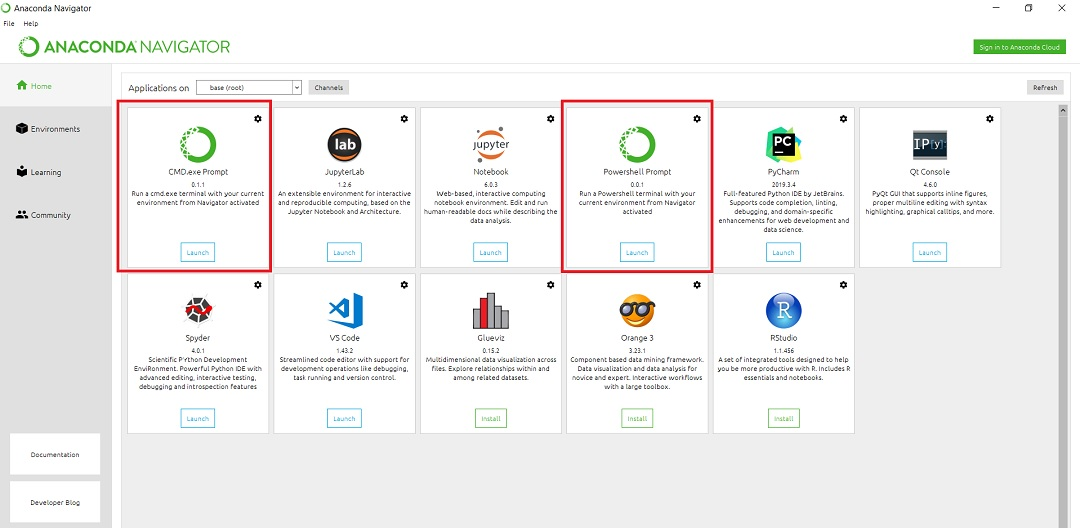 Anaconda Navigator
File Help
ANACONDA NAVIGATOR
Sign in to Anaconda Cloud
Home
Environments
Learning
Community
Documentation
Developer Blog
Applications on base (root) Channels Refresh
CMD.exe Prompt
0.1.1
Run a cmd.exe terminal with your current
environment from Navigator activated
Launch
lab
JupyterLab
1.2.6
An extensible environment for interactive
and reproducible computing, based on the
Jupyter Notebook and Architecture.
Launch
jupyter
Notebook
6.0.3
Web-based, interactive computing
notebook environment. Edit and run
human-readable docs while describing the
data analysis.
Launch
Powershell Prompt
0.0.1
Run a Powershell terminal with your
current environment from Navigator
activated
Launch
PC
PyCharm
2019.3.4
Full-featured Python IDE by JetBrains.
Supports code completion, linting,
debugging, and domain-specific
enhancements for web development and
data science.
Launch
IP[y]:
Qt Console
4.6.0
PyQt GUI that supports inline figures,
proper multiline editing with syntax
highlighting, graphical calltips, and more.
Launch
Spyder
4.0.1
Scientific PYthon Development
EnviRonment. Powerful Python IDE with
advanced editing, interactive testing,
debugging and introspection features
Launch
VS Code
1.43.2
Streamlined code editor with support for
development operations like debugging,
task running and version control.
Launch
Glueviz
0.15.2
Multidimensional data visualization across
files. Explore relationships within and
among related datasets.
Install
Orange 3
3.23.1
Component based data mining framework.
Data visualization and data analysis for
novice and expert. Interactive workflows
with a large toolbox.
Install
R
RStudio
1.1.456
A set of integrated tools designed to help
you be more productive with R. Includes R
essentials and notebooks.
Install